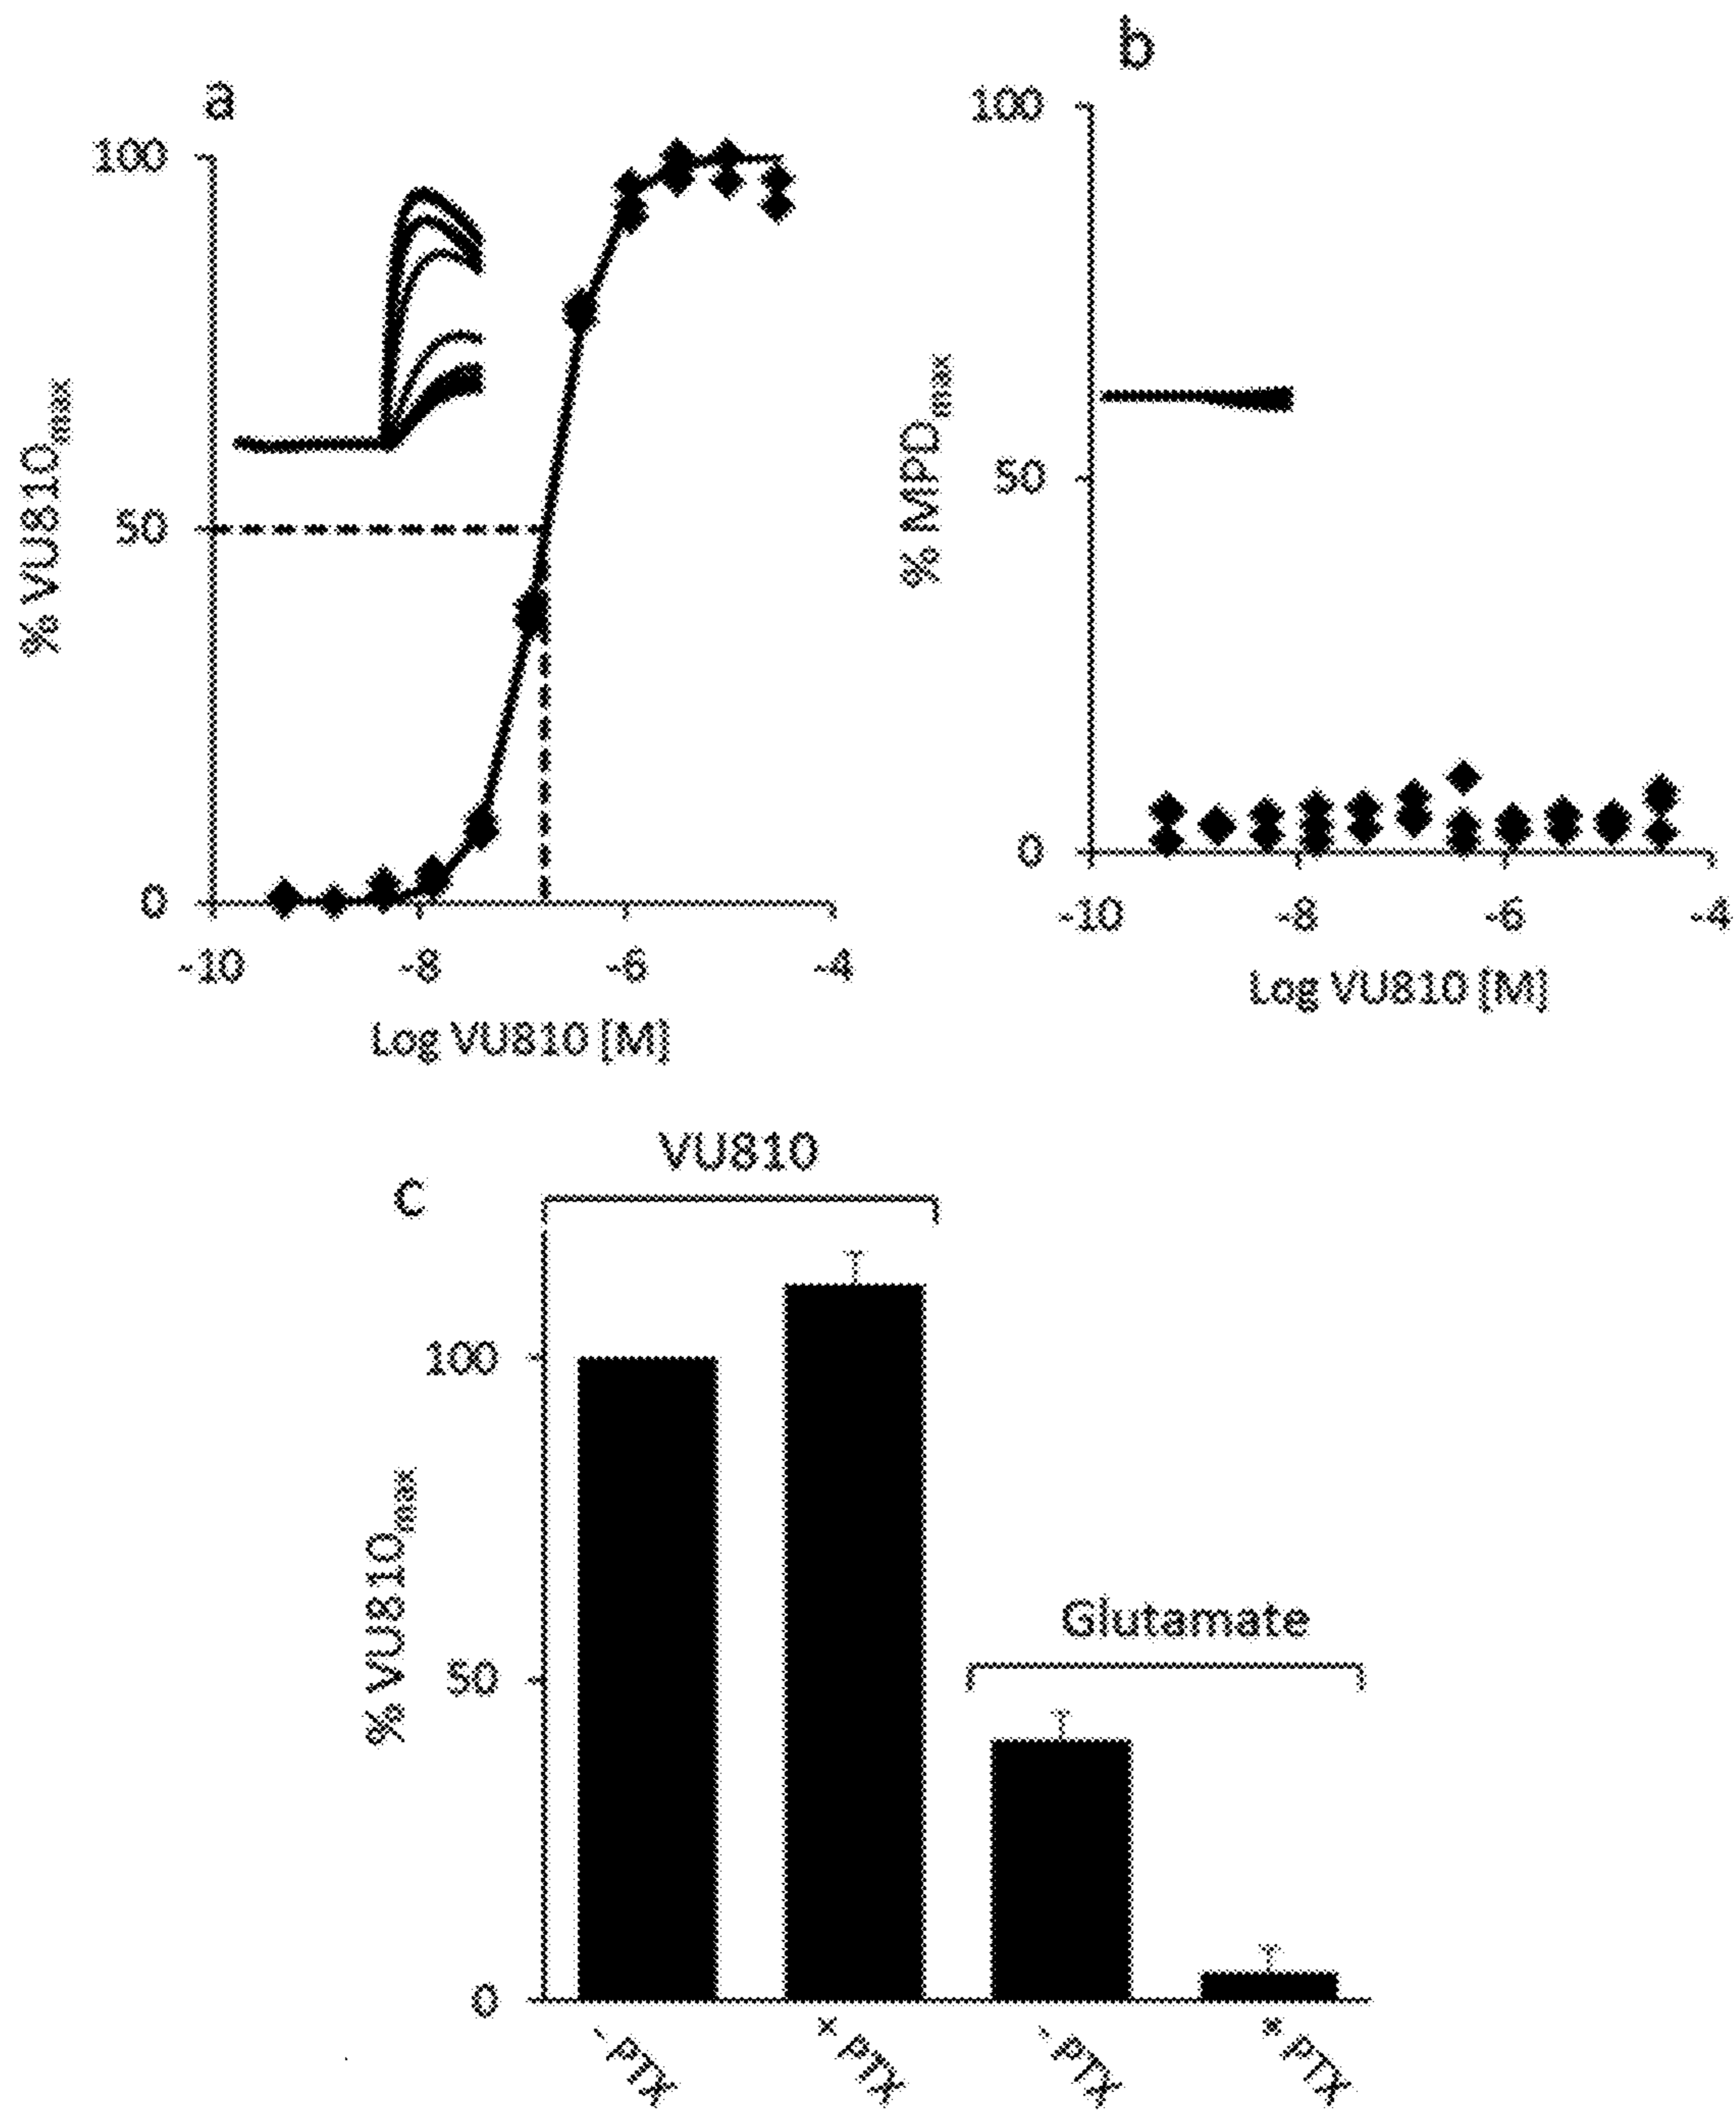 a
100
50
0
% VU810max
-10 -8 -6 -4
Log VU810 [M]
b
100
50
0
% MIPDmax
-10 -8 -6 -4
Log VU810 [M]
c
VU810
Glutamate
100
50
0
% VU810max
- PTX + PTX - PTX + PTX